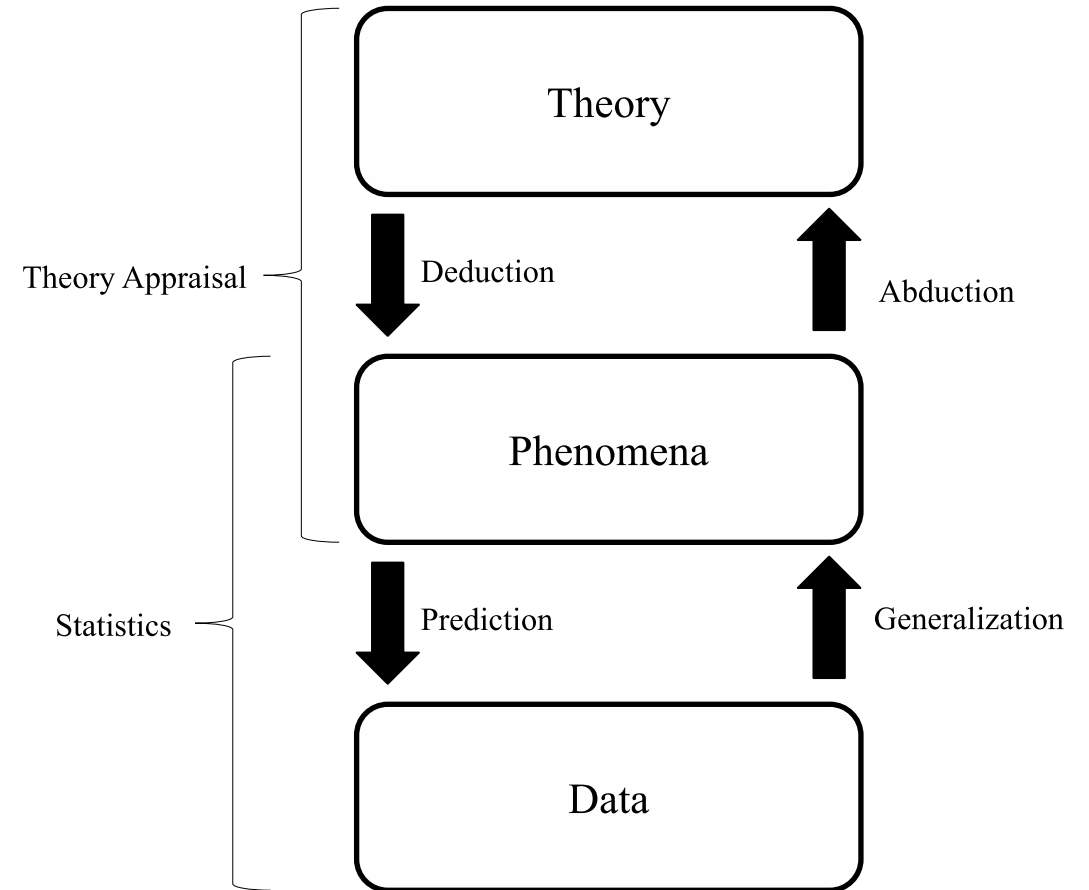 Theory
Deduction
Abduction
Theory Appraisal
Phenomena
Prediction
Generalization
Statistics
Data